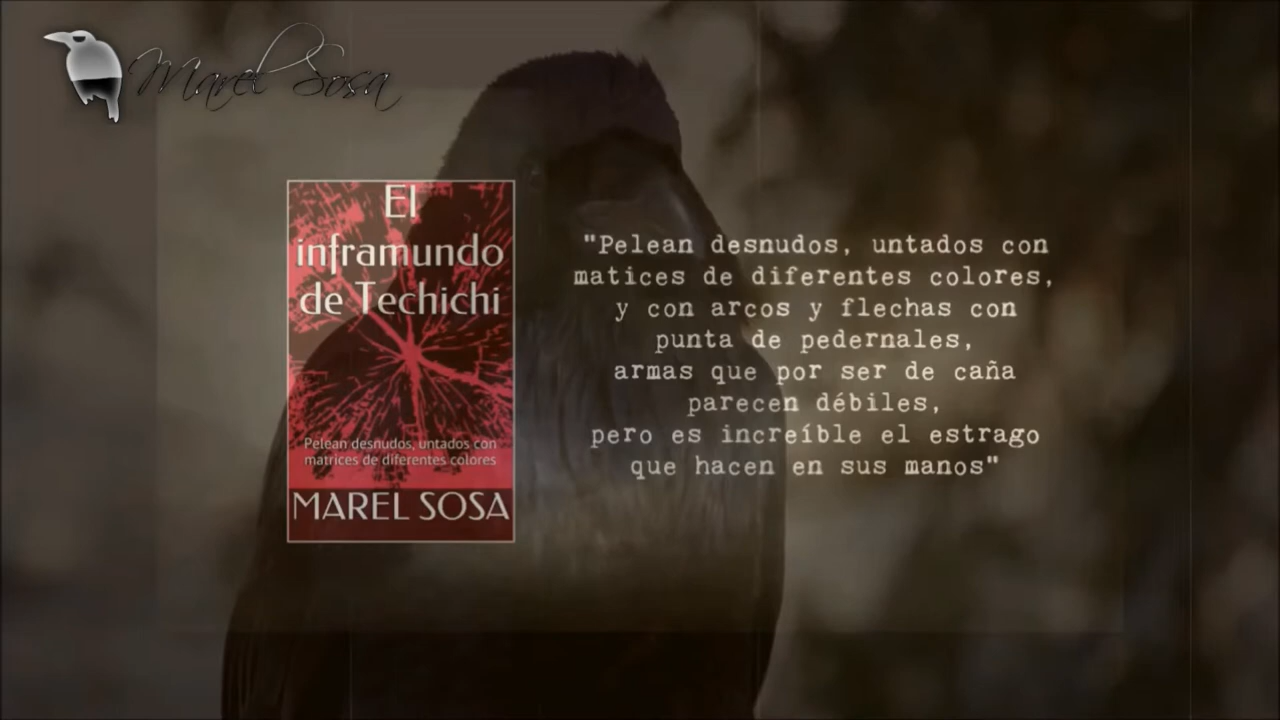 Marel Sosa
El
inframundo
de Techichi
Pelean desnudos, untados con
matrices de diferentes colores
MAREL SOSA
"Pelean desnudos, untados con
matices de diferentes colores,
y con arcos y flechas con
punta de pedernales,
armas que por ser de caña
parecen débiles,
pero es increíble el estrago
que hacen en sus manos"